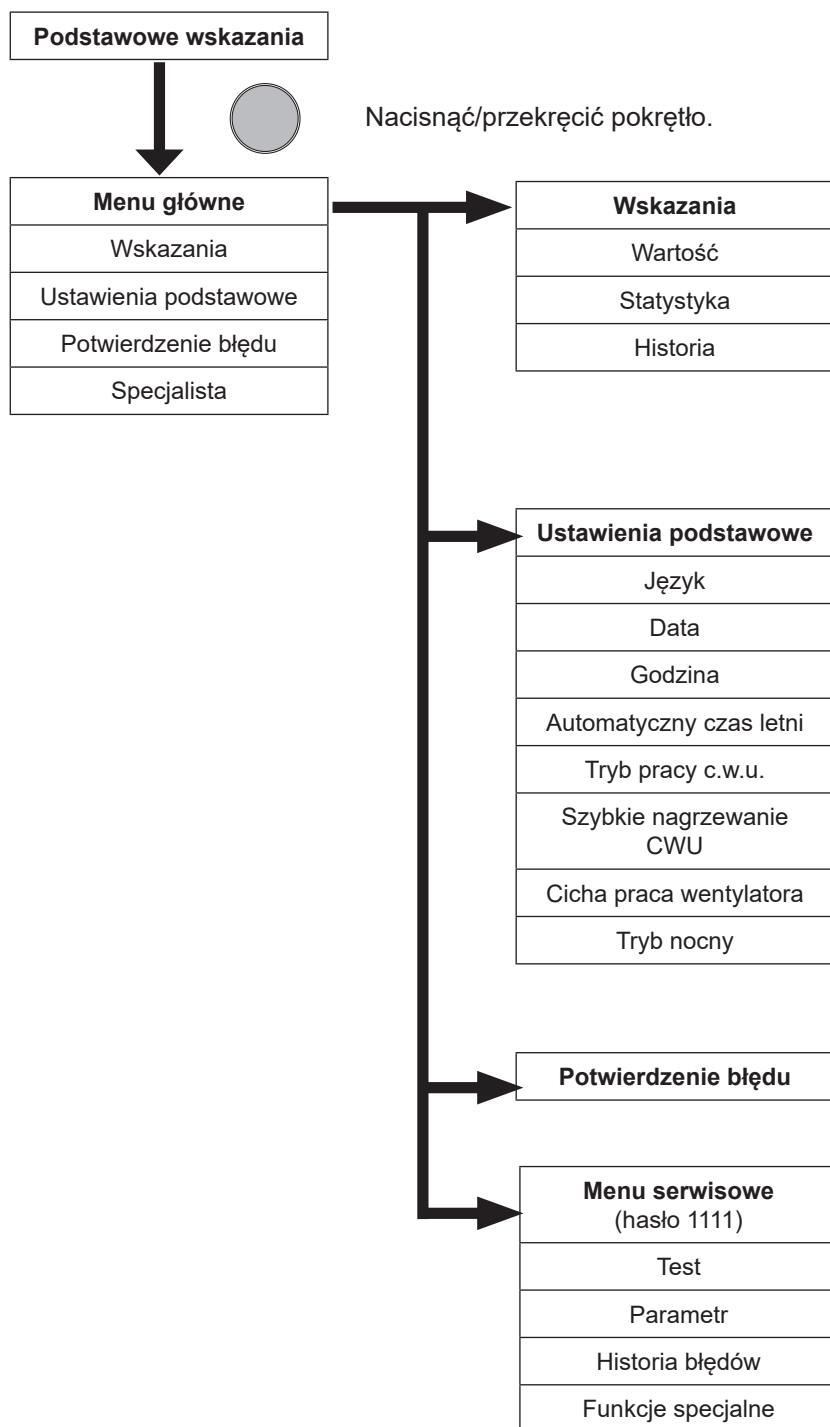 Podstawowe wskazania
Nacisnąć/przekręcić pokrętło.
Menu główne
Wskazania
Ustawienia podstawowe
Potwierdzenie błędu
Specjalista
Wskazania
Wartość
Statystyka
Historia
Ustawienia podstawowe
Język
Data
Godzina
Automatyczny czas letni
Tryb pracy c.w.u.
Szybkie nagrzewanie
CWU
Cicha praca wentylatora
Tryb nocny
Potwierdzenie błędu
Menu serwisowe
(hasło 1111)
Test
Parametr
Historia błędów
Funkcje specjalne